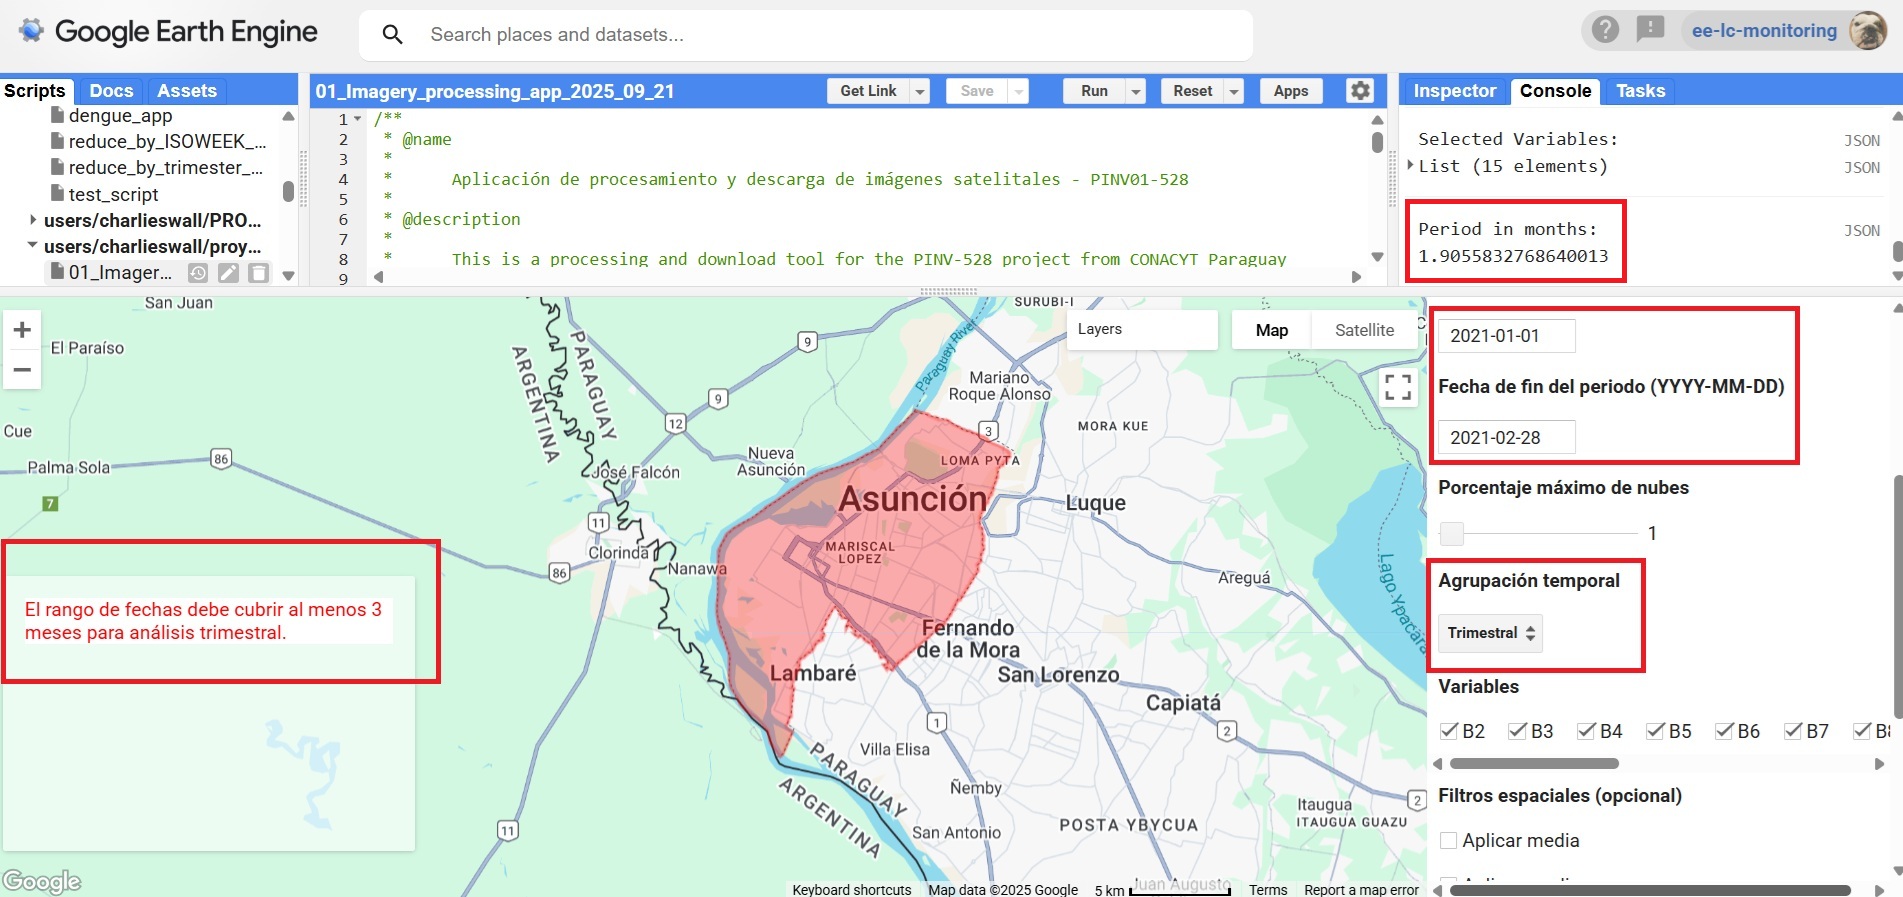 Google Earth Engine
Search places and datasets...
ee-lc-monitoring
Scripts
Docs
Assets
dengue_app
reduce_by_ISOWEEK_...
reduce_by_trimester_...
test_script
users/charlieswall/PRO...
users/charlieswall/proy...
01_Imager...
01_Imagery_processing_app_2025_09_21
Get Link
Save
Run
Reset
Apps
1 /**
2 * @name
3 *
4 * Aplicación de procesamiento y descarga de imágenes satelitales - PINV01-528
5 *
6 * @description
7 *
8 * This is a processing and download tool for the PINV-528 project from CONACYT Paraguay
9
Inspector
Console
Tasks
Selected Variables:
JSON
List (15 elements)
JSON
Period in months:
JSON
1.9055832768640013
San Juan
El Paraíso
Cue
Palma Sola
86
7
ARGENTINA
PARAGUAY
9
9
12
José Falcón
Nueva
Asunción
11
Clorinda
86
Nanawa
SURUBI-I
Paraguay River
Mariano
Roque Alonso
3
MORA KUE
LOMA PYTA
Asunción
Luque
MARISCAL
LOPEZ
Areguá
Lago Ypacaraí
Fernando
de la Mora
Lambaré
San Lorenzo
Capiatá
1
2
Villa Elisa
PARAGUAY
ARGENTINA
Ñemby
San Antonio
POSTA YBYCUA
2
Itaugua
ITAUGUA GUAZU
11
Juan Augusto
Layers
Map
Satellite
El rango de fechas debe cubrir al menos 3
meses para análisis trimestral.
Google
Keyboard shortcuts
Map data ©2025 Google
5 km
Terms
Report a map error
2021-01-01
Fecha de fin del periodo (YYYY-MM-DD)
2021-02-28
Porcentaje máximo de nubes
1
Agrupación temporal
Trimestral
Variables
B2
B3
B4
B5
B6
B7
Filtros espaciales (opcional)
Aplicar media